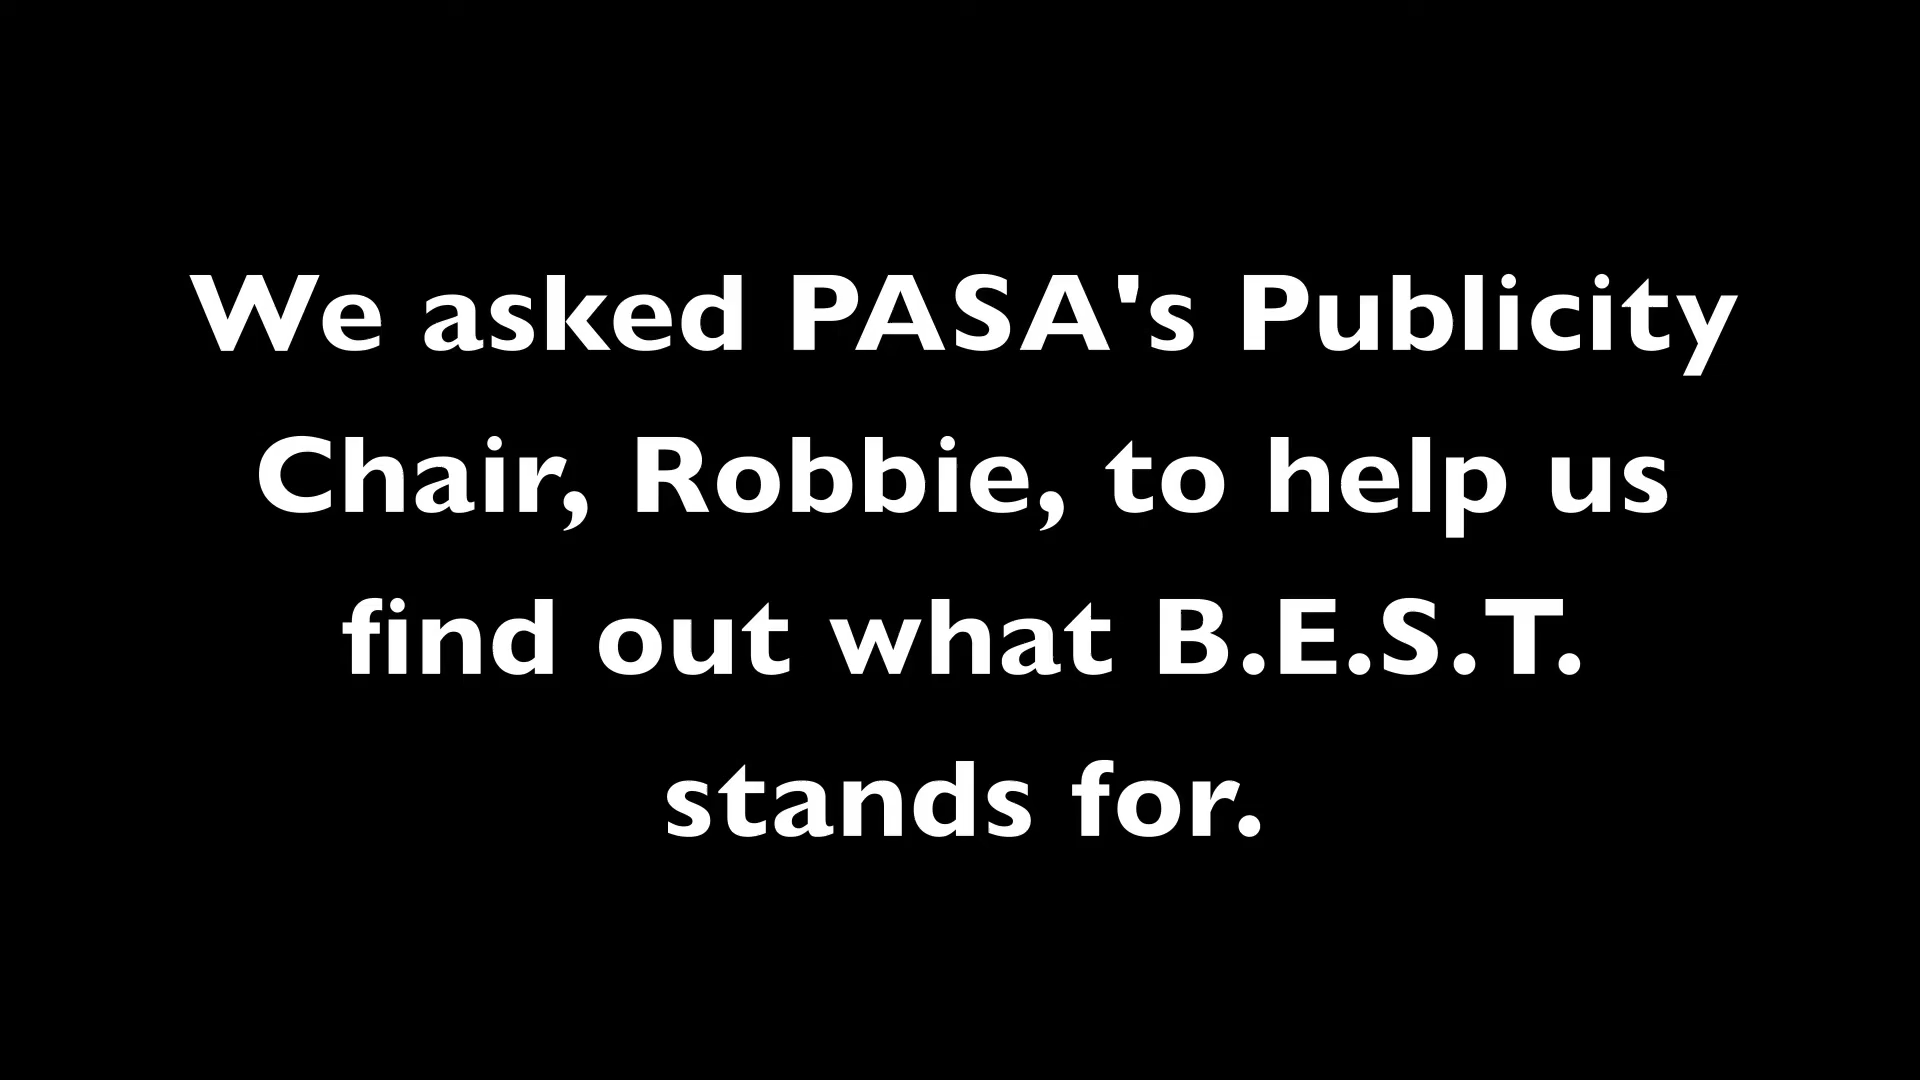 We asked PASA's Publicity
Chair, Robbie, to help us
find out what B.E.S.T.
stands for.